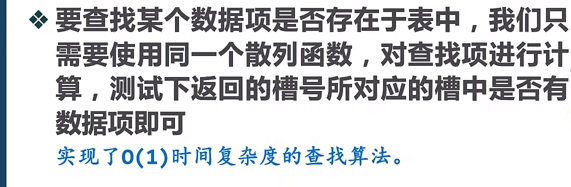 ❖ 要查找某个数据项是否存在于表中，我们只
需要使用同一个散列函数，对查找项进行计
算，测试下返回的槽号所对应的槽中是否有
数据项即可
实现了O(1)时间复杂度的查找算法。